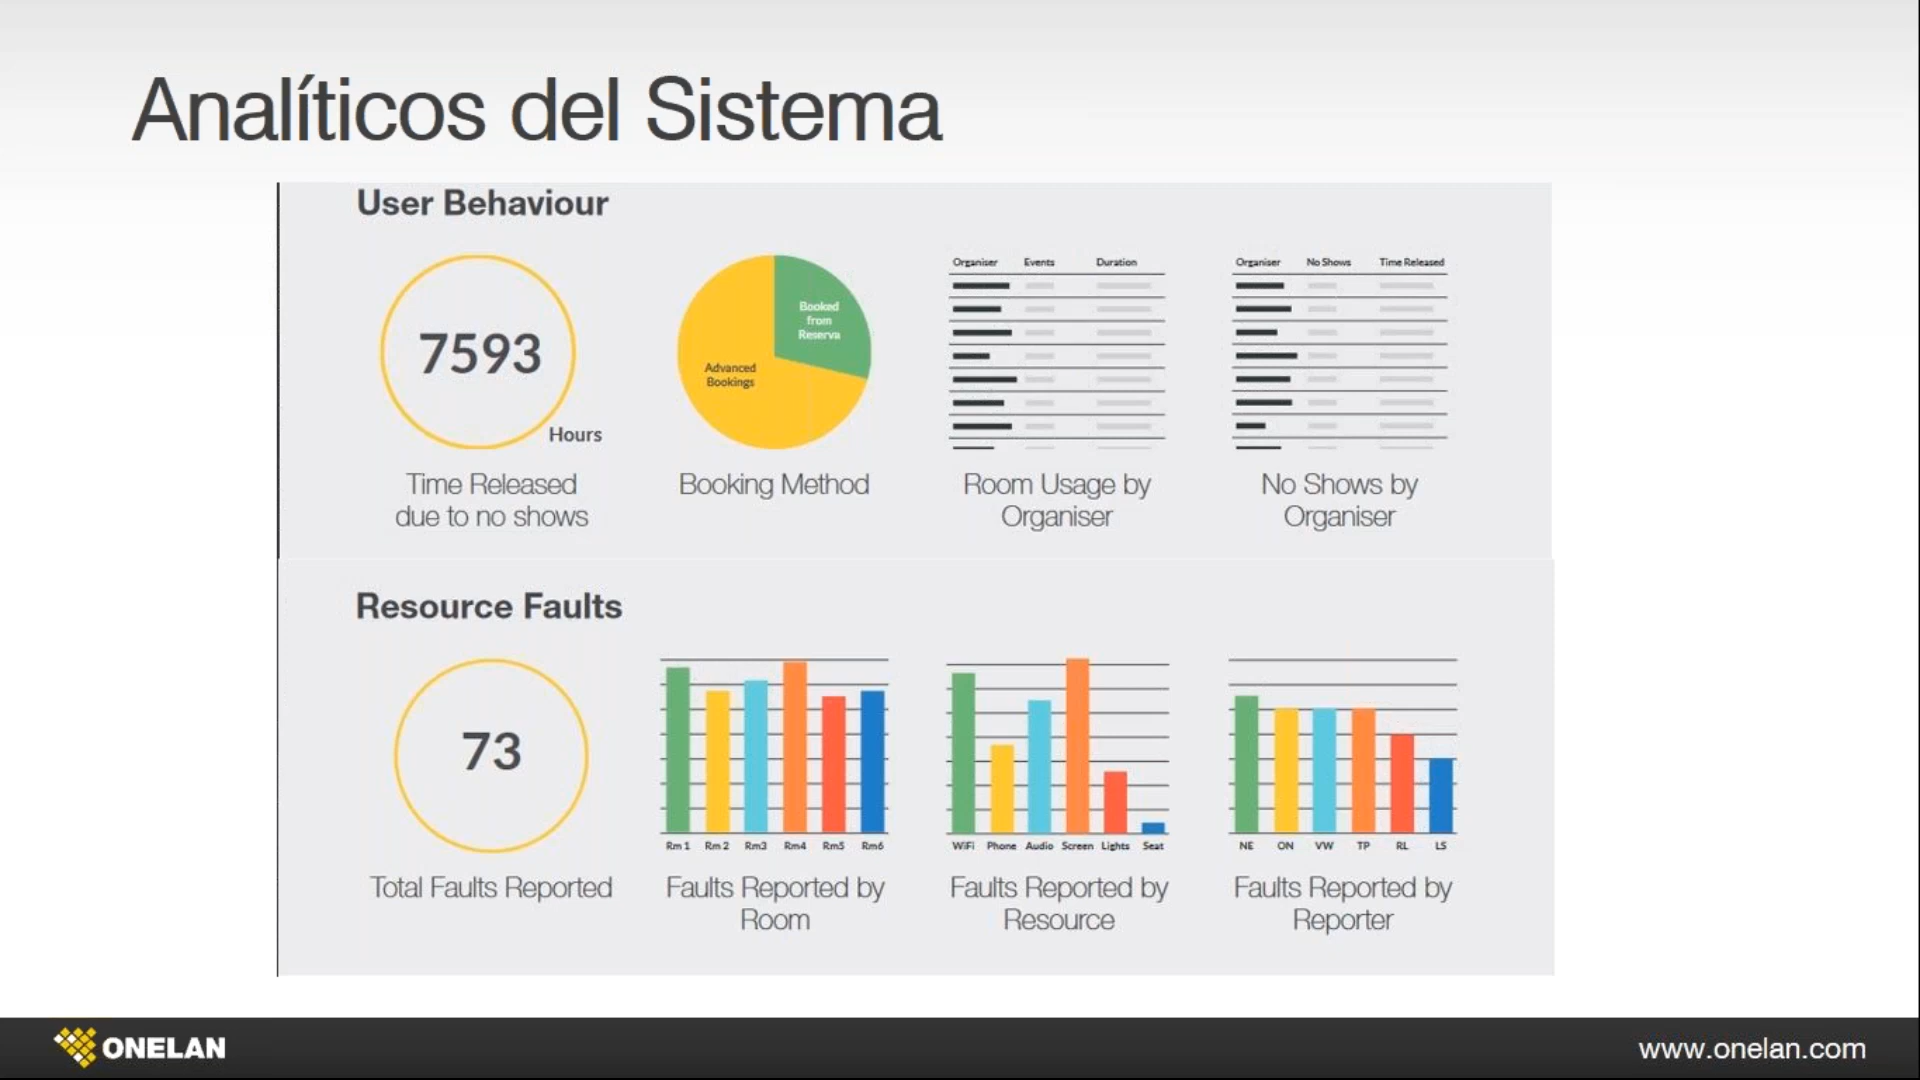 Analíticos del Sistema
User Behaviour
7593
Hours
Time Released
due to no shows
Booked
from
Reserva
Advanced
Bookings
Booking Method
Organiser Events Duration
Room Usage by
Organiser
Organiser No Shows Time Released
No Shows by
Organiser
Resource Faults
73
Total Faults Reported
Rm 1 Rm 2 Rm3 Rm4 Rm5 Rm6
Faults Reported by
Room
WiFi Phone Audio Screen Lights Seat
Faults Reported by
Resource
NE ON VW TP RL LS
Faults Reported by
Reporter
ONELAN
www.onelan.com